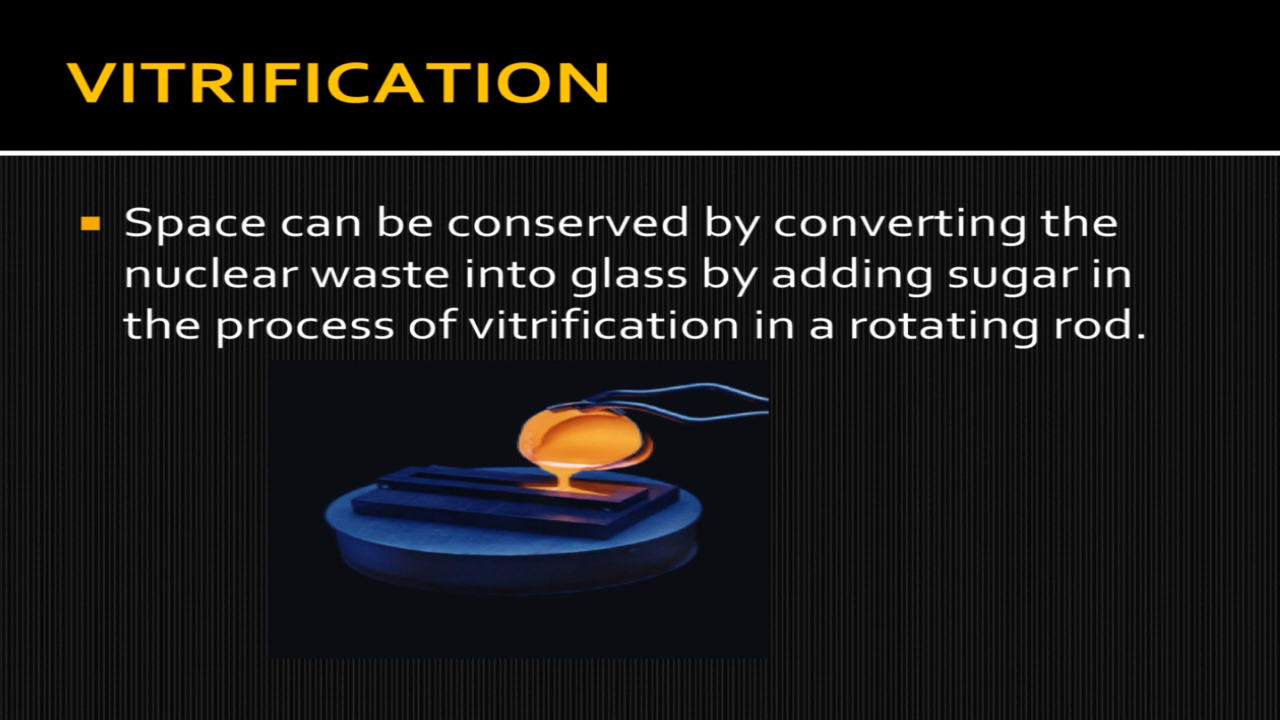 VITRIFICATION
Space can be conserved by converting the
nuclear waste into glass by adding sugar in
the process of vitrification in a rotating rod.